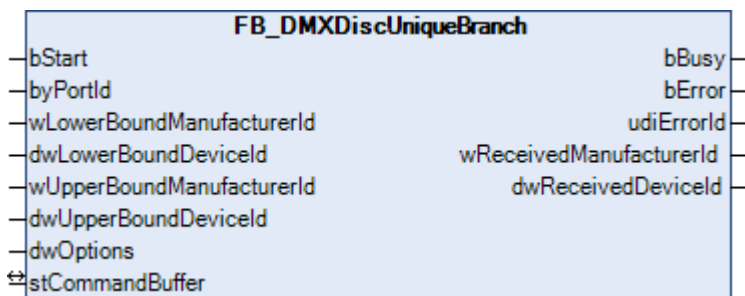 FB_DMXDiscUniqueBranch
bStart bBusy
byPortId bError
wLowerBoundManufacturerId udiErrorId
dwLowerBoundDeviceId wReceivedManufacturerId
wUpperBoundManufacturerId dwReceivedDeviceId
dwUpperBoundDeviceId
dwOptions
stCommandBuffer